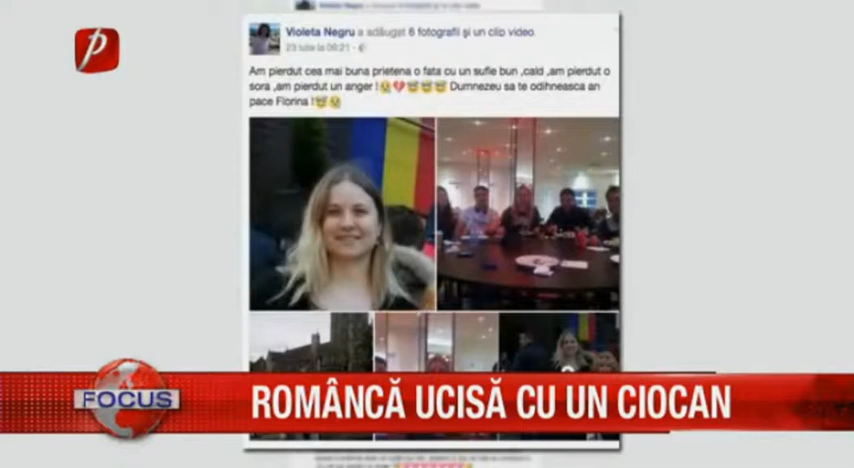 Violeta Negru a adăugat 6 fotografii și un clip video.
23 iulie la 09:21
Am pierdut cea mai buna prietena o fata cu un sufle bun ,cald ,am pierdut o
sora ,am pierdut un anger ! Dumnezeu sa te odihneasca an
pace Florina !
FOCUS
ROMÂNCĂ UCISĂ CU UN CIOCAN